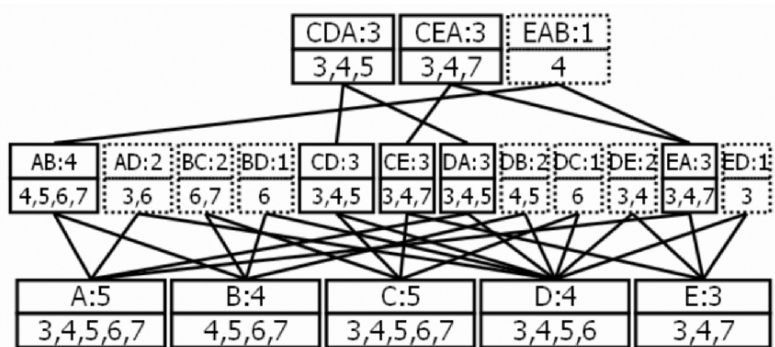 CDA:3 CEA:3 EAB:1
3,4,5 3,4,7 4
AB:4 AD:2 BC:2 BD:1 CD:3 CE:3 DA:3 DB:2 DC:1 DE:2 EA:3 ED:1
4,5,6,7 3,6 6,7 6 3,4,5 3,4,7 3,4,5 4,5 6 3,4 3,4,7 3
A:5 B:4 C:5 D:4 E:3
3,4,5,6,7 4,5,6,7 3,4,5,6,7 3,4,5,6 3,4,7